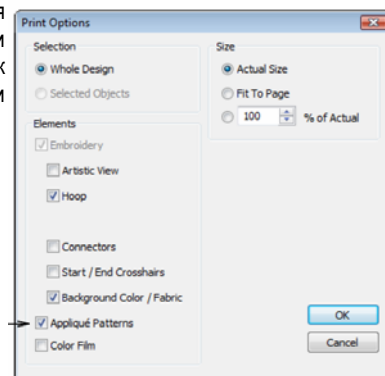 я
м
ж
м
Print Options
Selection
Whole Design
Selected Objects
Size
Actual Size
Fit To Page
100 % of Actual
Elements
Embroidery
Artistic View
Hoop
Connectors
Start / End Crosshairs
Background Color / Fabric
Appliqué Patterns
Color Film
OK
Cancel